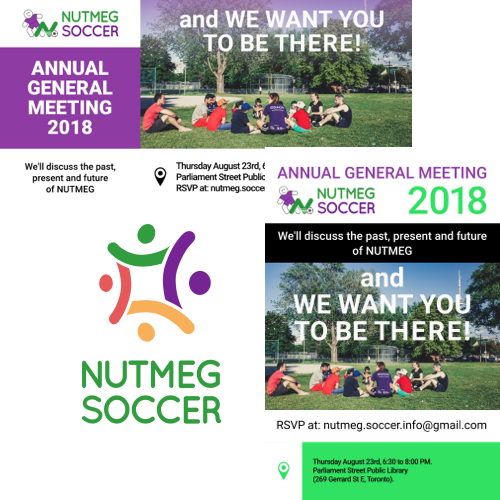 NUTMEG
SOCCER
and WE WANT YOU
TO BE THERE!
ANNUAL
GENERAL
MEETING
2018
We'll discuss the past,
present and future
of NUTMEG
Thursday August 23rd, 6
Parliament Street Public
RSVP at: nutmeg.soccer
ANNUAL GENERAL MEETING
NUTMEG
SOCCER
2018
We'll discuss the past, present and future
of NUTMEG
and
WE WANT YOU
TO BE THERE!
RSVP at: nutmeg.soccer.info@gmail.com
Thursday August 23rd, 6:30 to 8:00 PM.
Parliament Street Public Library
(269 Gerrard St E, Toronto).
NUTMEG
SOCCER